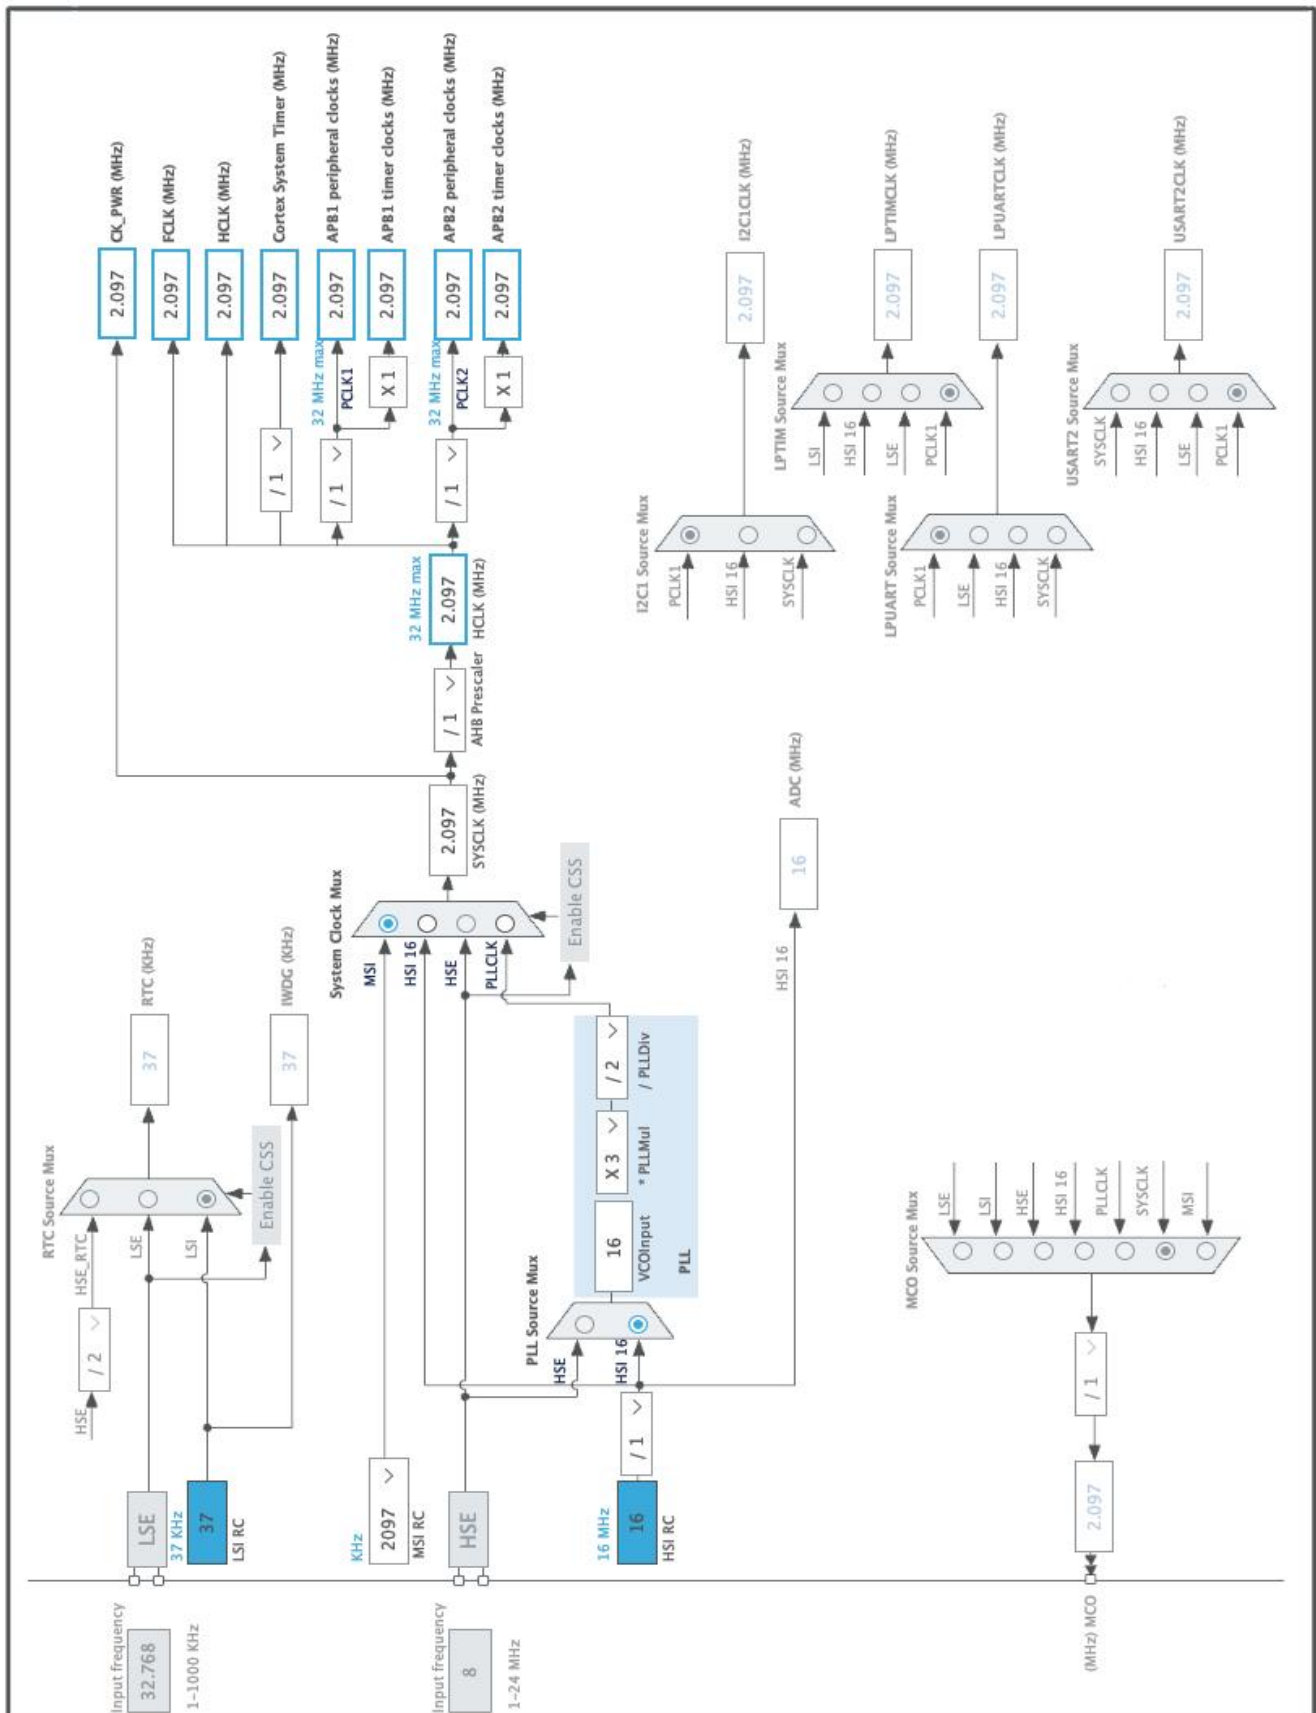 Input frequency
32.768
1-1000 KHz
LSE
37 KHz
37
LSI RC
HSE
/ 2
HSE_RTC
LSE
LSI
RTC Source Mux
Enable CSS
37
RTC (KHz)
37
IWDG (KHz)
KHz
2097
MSI RC
Input frequency
8
1-24 MHz
HSE
16 MHz
16
HSI RC
/ 1
PLL Source Mux
HSE
HSI 16
16
VCOInput
X 3
* PLLMul
/ 2
/ PLLDiv
PLL
System Clock Mux
MSI
HSI 16
HSE
PLLCLK
Enable CSS
2.097
SYSCLK (MHz)
/ 1
AHB Prescaler
32 MHz max
2.097
HCLK (MHz)
2.097
CK_PWR (MHz)
2.097
FCLK (MHz)
2.097
HCLK (MHz)
/ 1
2.097
Cortex System Timer (MHz)
/ 1
32 MHz max
PCLK1
2.097
APB1 peripheral clocks (MHz)
X 1
2.097
APB1 timer clocks (MHz)
/ 1
32 MHz max
PCLK2
2.097
APB2 peripheral clocks (MHz)
X 1
2.097
APB2 timer clocks (MHz)
HSI 16
16
ADC (MHz)
I2C1 Source Mux
PCLK1
HSI 16
SYSCLK
2.097
I2C1CLK (MHz)
LPTIM Source Mux
LSI
HSI 16
LSE
PCLK1
2.097
LPTIMCLK (MHz)
LPUART Source Mux
PCLK1
LSE
HSI 16
SYSCLK
2.097
LPUARTCLK (MHz)
USART2 Source Mux
SYSCLK
HSI 16
LSE
PCLK1
2.097
USART2CLK (MHz)
(MHz) MCO
2.097
/ 1
MCO Source Mux
LSE
LSI
HSE
HSI 16
PLLCLK
SYSCLK
MSI